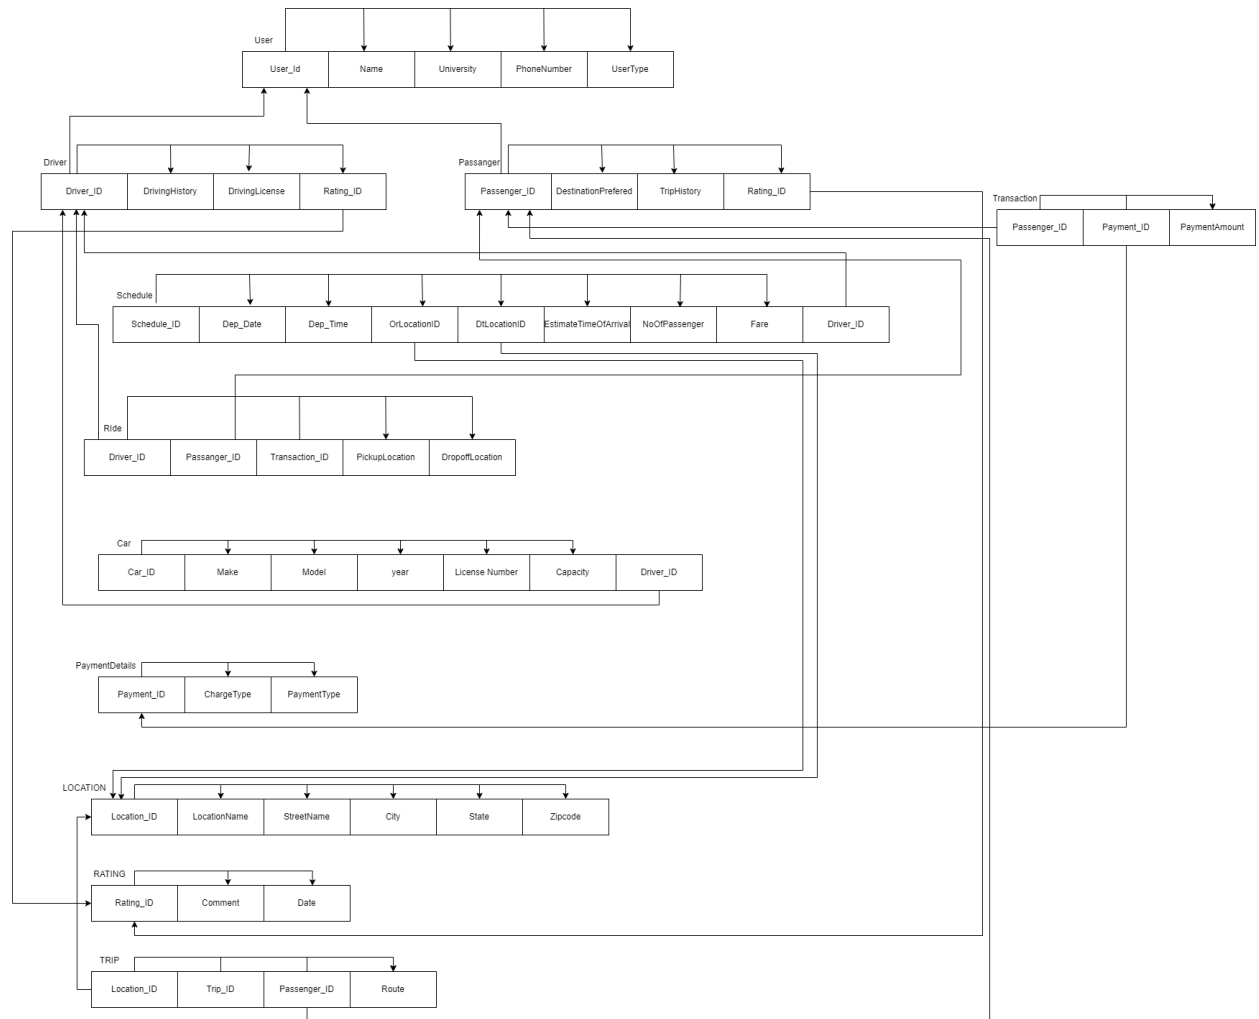 User
User_Id Name University PhoneNumber UserType
Driver
Driver_ID DrivingHistory DrivingLicense Rating_ID
Passanger
Passenger_ID DestinationPrefered TripHistory Rating_ID
Transaction
Passenger_ID Payment_ID PaymentAmount
Schedule
Schedule_ID Dep_Date Dep_Time OrLocationID DtLocationID EstimateTimeOfArrival NoOfPassenger Fare Driver_ID
RIde
Driver_ID Passanger_ID Transaction_ID PickupLocation DropoffLocation
Car
Car_ID Make Model year License Number Capacity Driver_ID
PaymentDetails
Payment_ID ChargeType PaymentType
LOCATION
Location_ID LocationName StreetName City State Zipcode
RATING
Rating_ID Comment Date
TRIP
Location_ID Trip_ID Passenger_ID Route